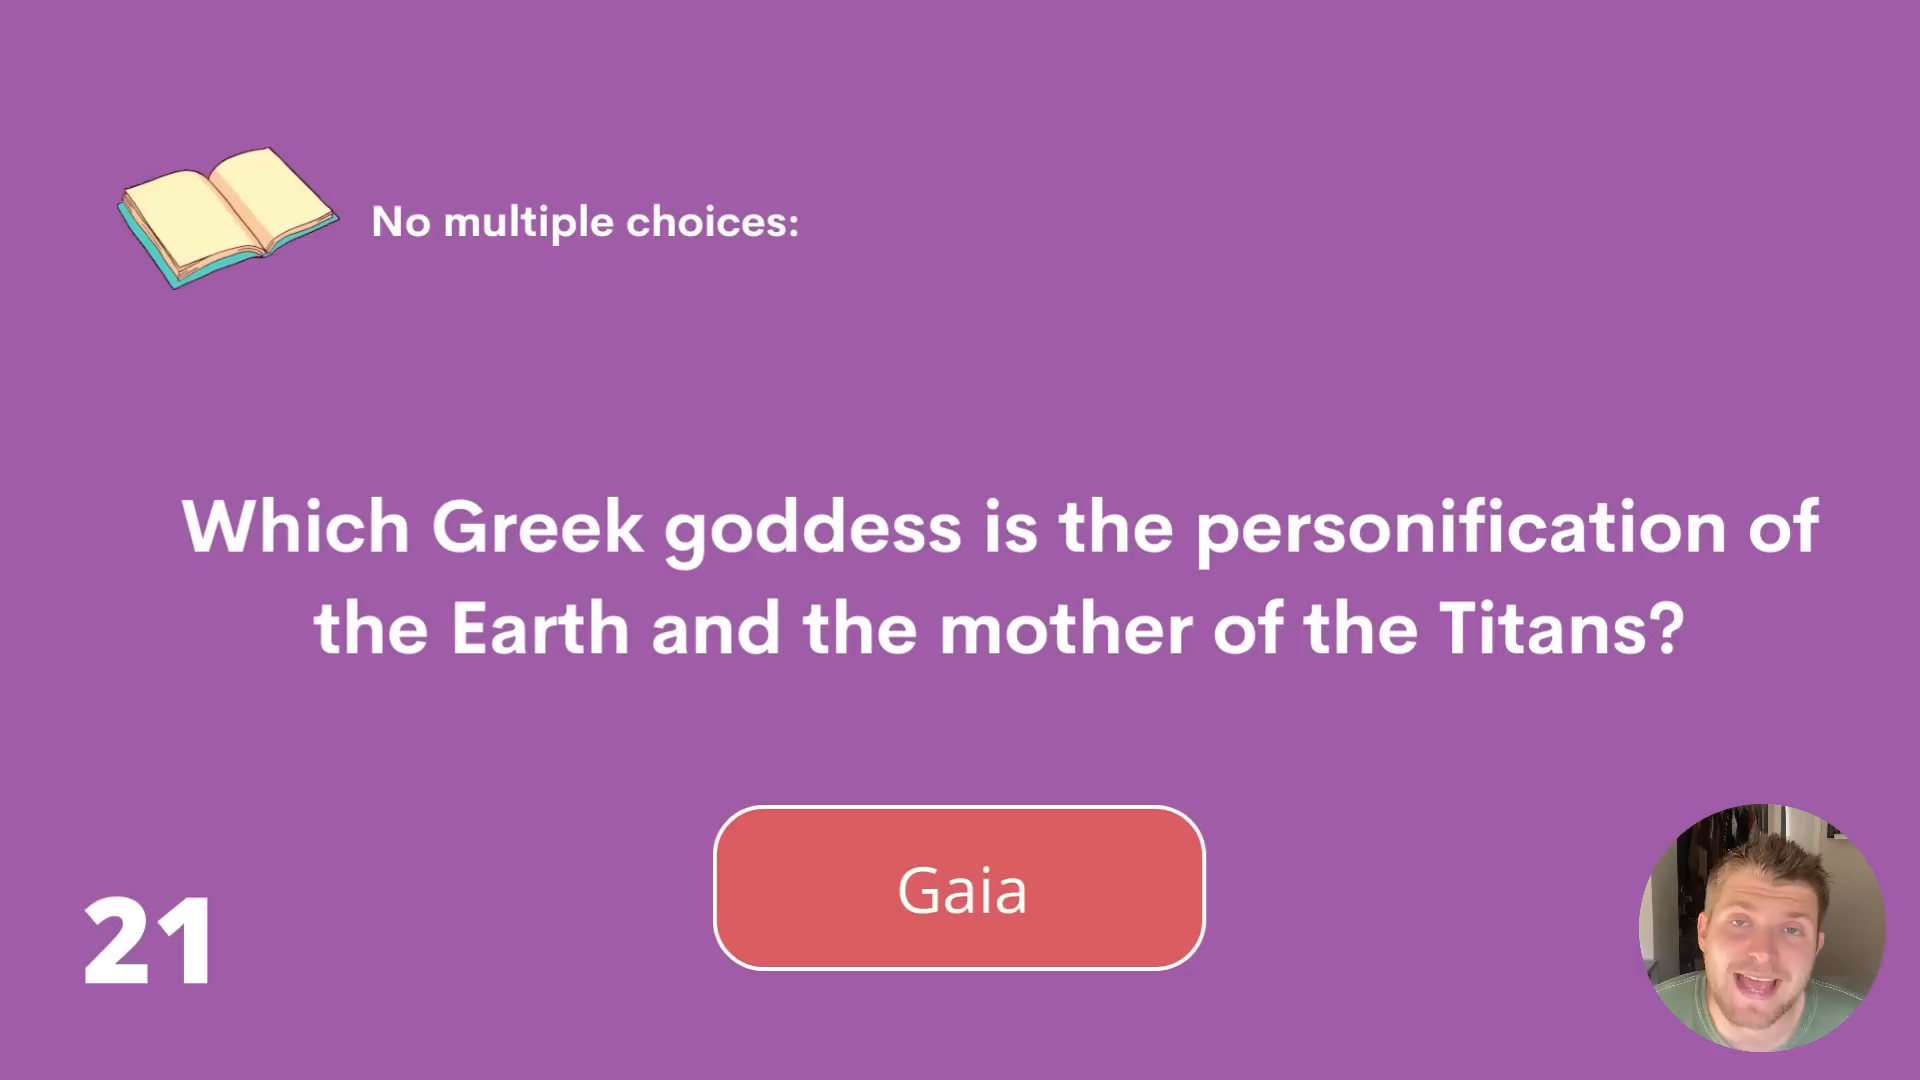 No multiple choices:
Which Greek goddess is the personification of
the Earth and the mother of the Titans?
Gaia
21